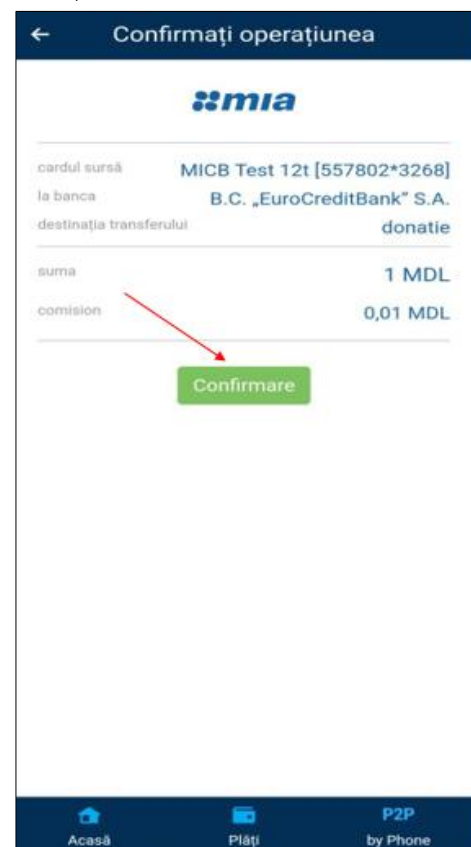 Confirmați operațiunea
mia
cardul sursă MICB Test 12t [557802*3268]
la banca B.C. „EuroCreditBank” S.A.
destinația transferului donatie
suma 1 MDL
comision 0,01 MDL
Confirmare
P2P
Acasă Plăți by Phone